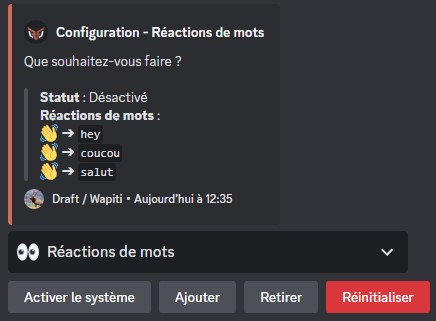 Configuration - Réactions de mots
Que souhaitez-vous faire ?
Statut : Désactivé
Réactions de mots :
👋 → hey
👋 → coucou
👋 → salut
Draft / Wapiti • Aujourd'hui à 12:35
👀 Réactions de mots
Activer le système
Ajouter
Retirer
Réinitialiser